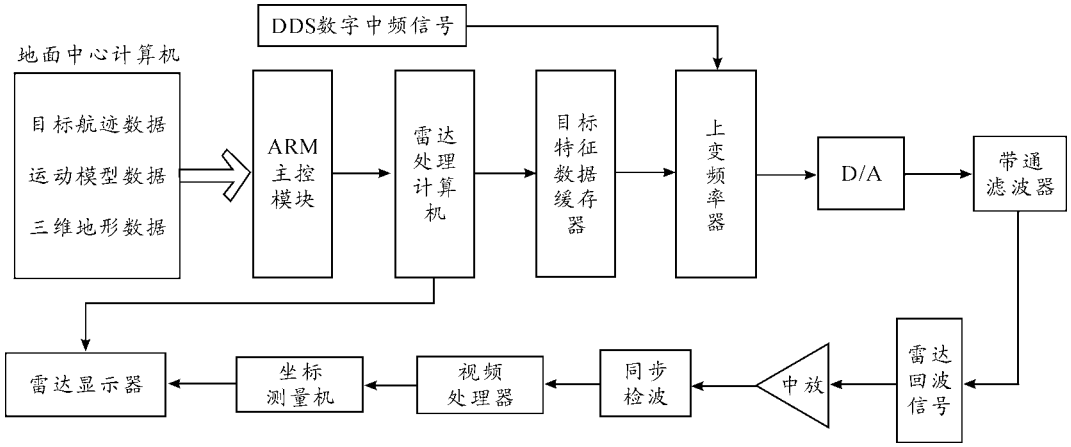 DDS数字中频信号
地面中心计算机
目标航迹数据
运动模型数据
三维地形数据
ARM
主控
模块
雷达
处理
计算
机
目标
特征
数据
缓存
器
上
变
频
率
器
D/A
带通
滤波器
雷达
回波
信号
中放
同步
检波
视频
处理器
坐标
测量机
雷达显示器